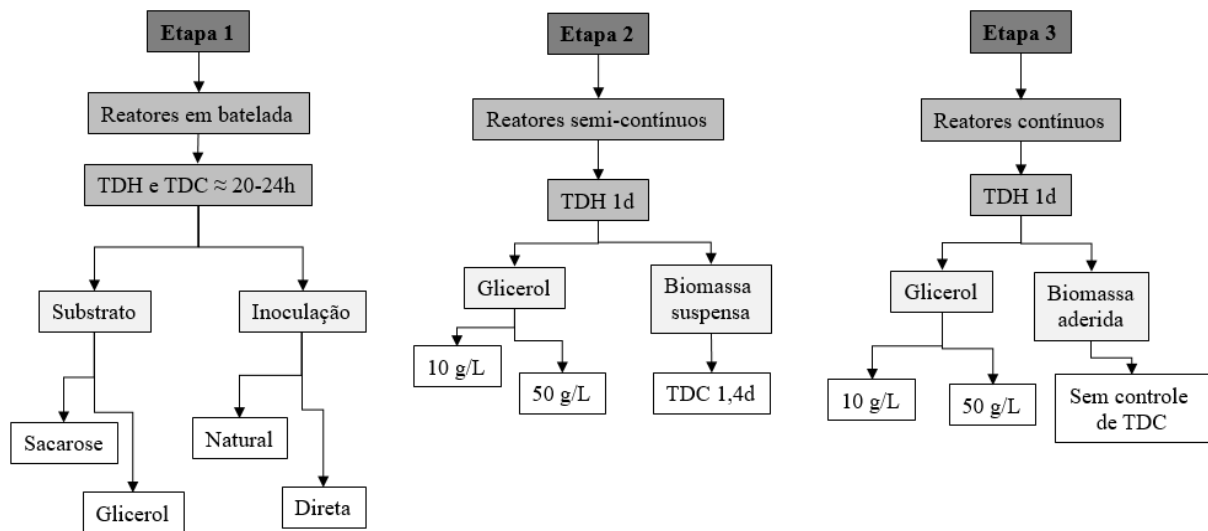 Etapa 1
Reatores em batelada
TDH e TDC ≈ 20-24h
Substrato
Inoculação
Sacarose
Glicerol
Natural
Direta
Etapa 2
Reatores semi-contínuos
TDH 1d
Glicerol
Biomassa
suspensa
10 g/L
50 g/L
TDC 1,4d
Etapa 3
Reatores contínuos
TDH 1d
Glicerol
Biomassa
aderida
10 g/L
50 g/L
Sem controle
de TDC